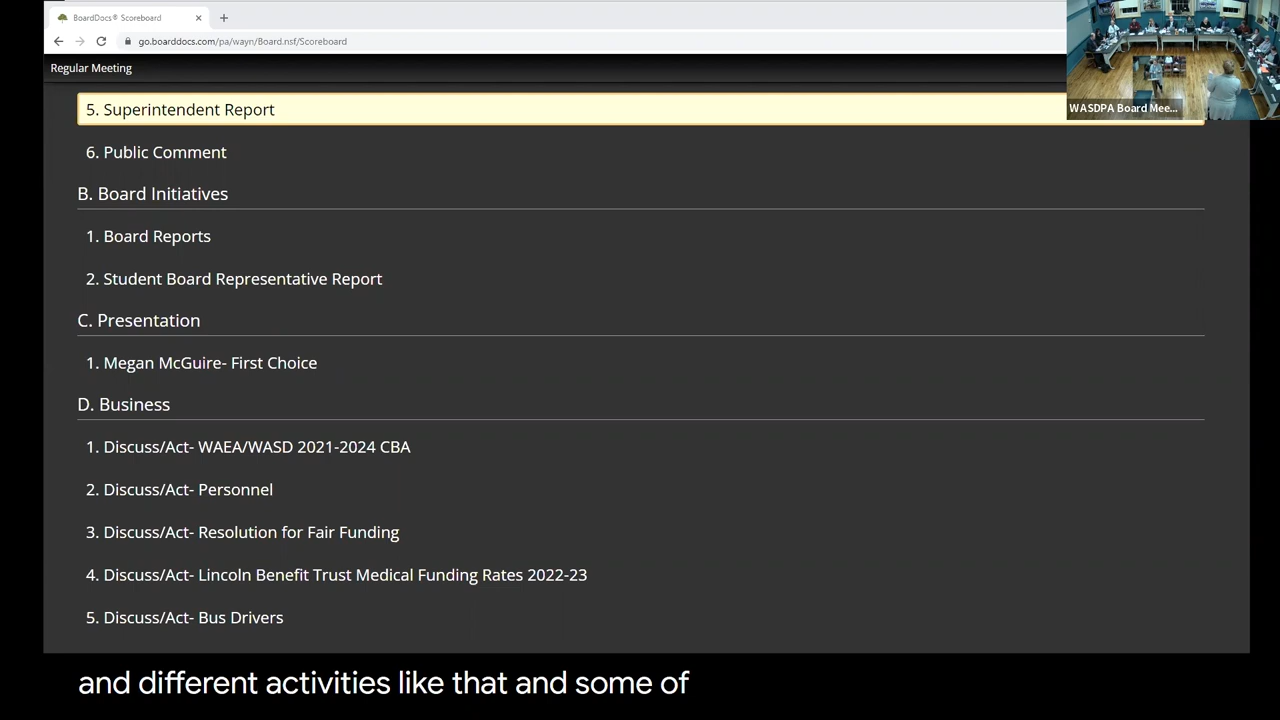 BoardDocs® Scoreboard
go.boarddocs.com/pa/wayn/Board.nsf/Scoreboard
Regular Meeting
WASDPA Board Mee...
5. Superintendent Report
6. Public Comment
B. Board Initiatives
1. Board Reports
2. Student Board Representative Report
C. Presentation
1. Megan McGuire- First Choice
D. Business
1. Discuss/Act- WAEA/WASD 2021-2024 CBA
2. Discuss/Act- Personnel
3. Discuss/Act- Resolution for Fair Funding
4. Discuss/Act- Lincoln Benefit Trust Medical Funding Rates 2022-23
5. Discuss/Act- Bus Drivers
and different activities like that and some of